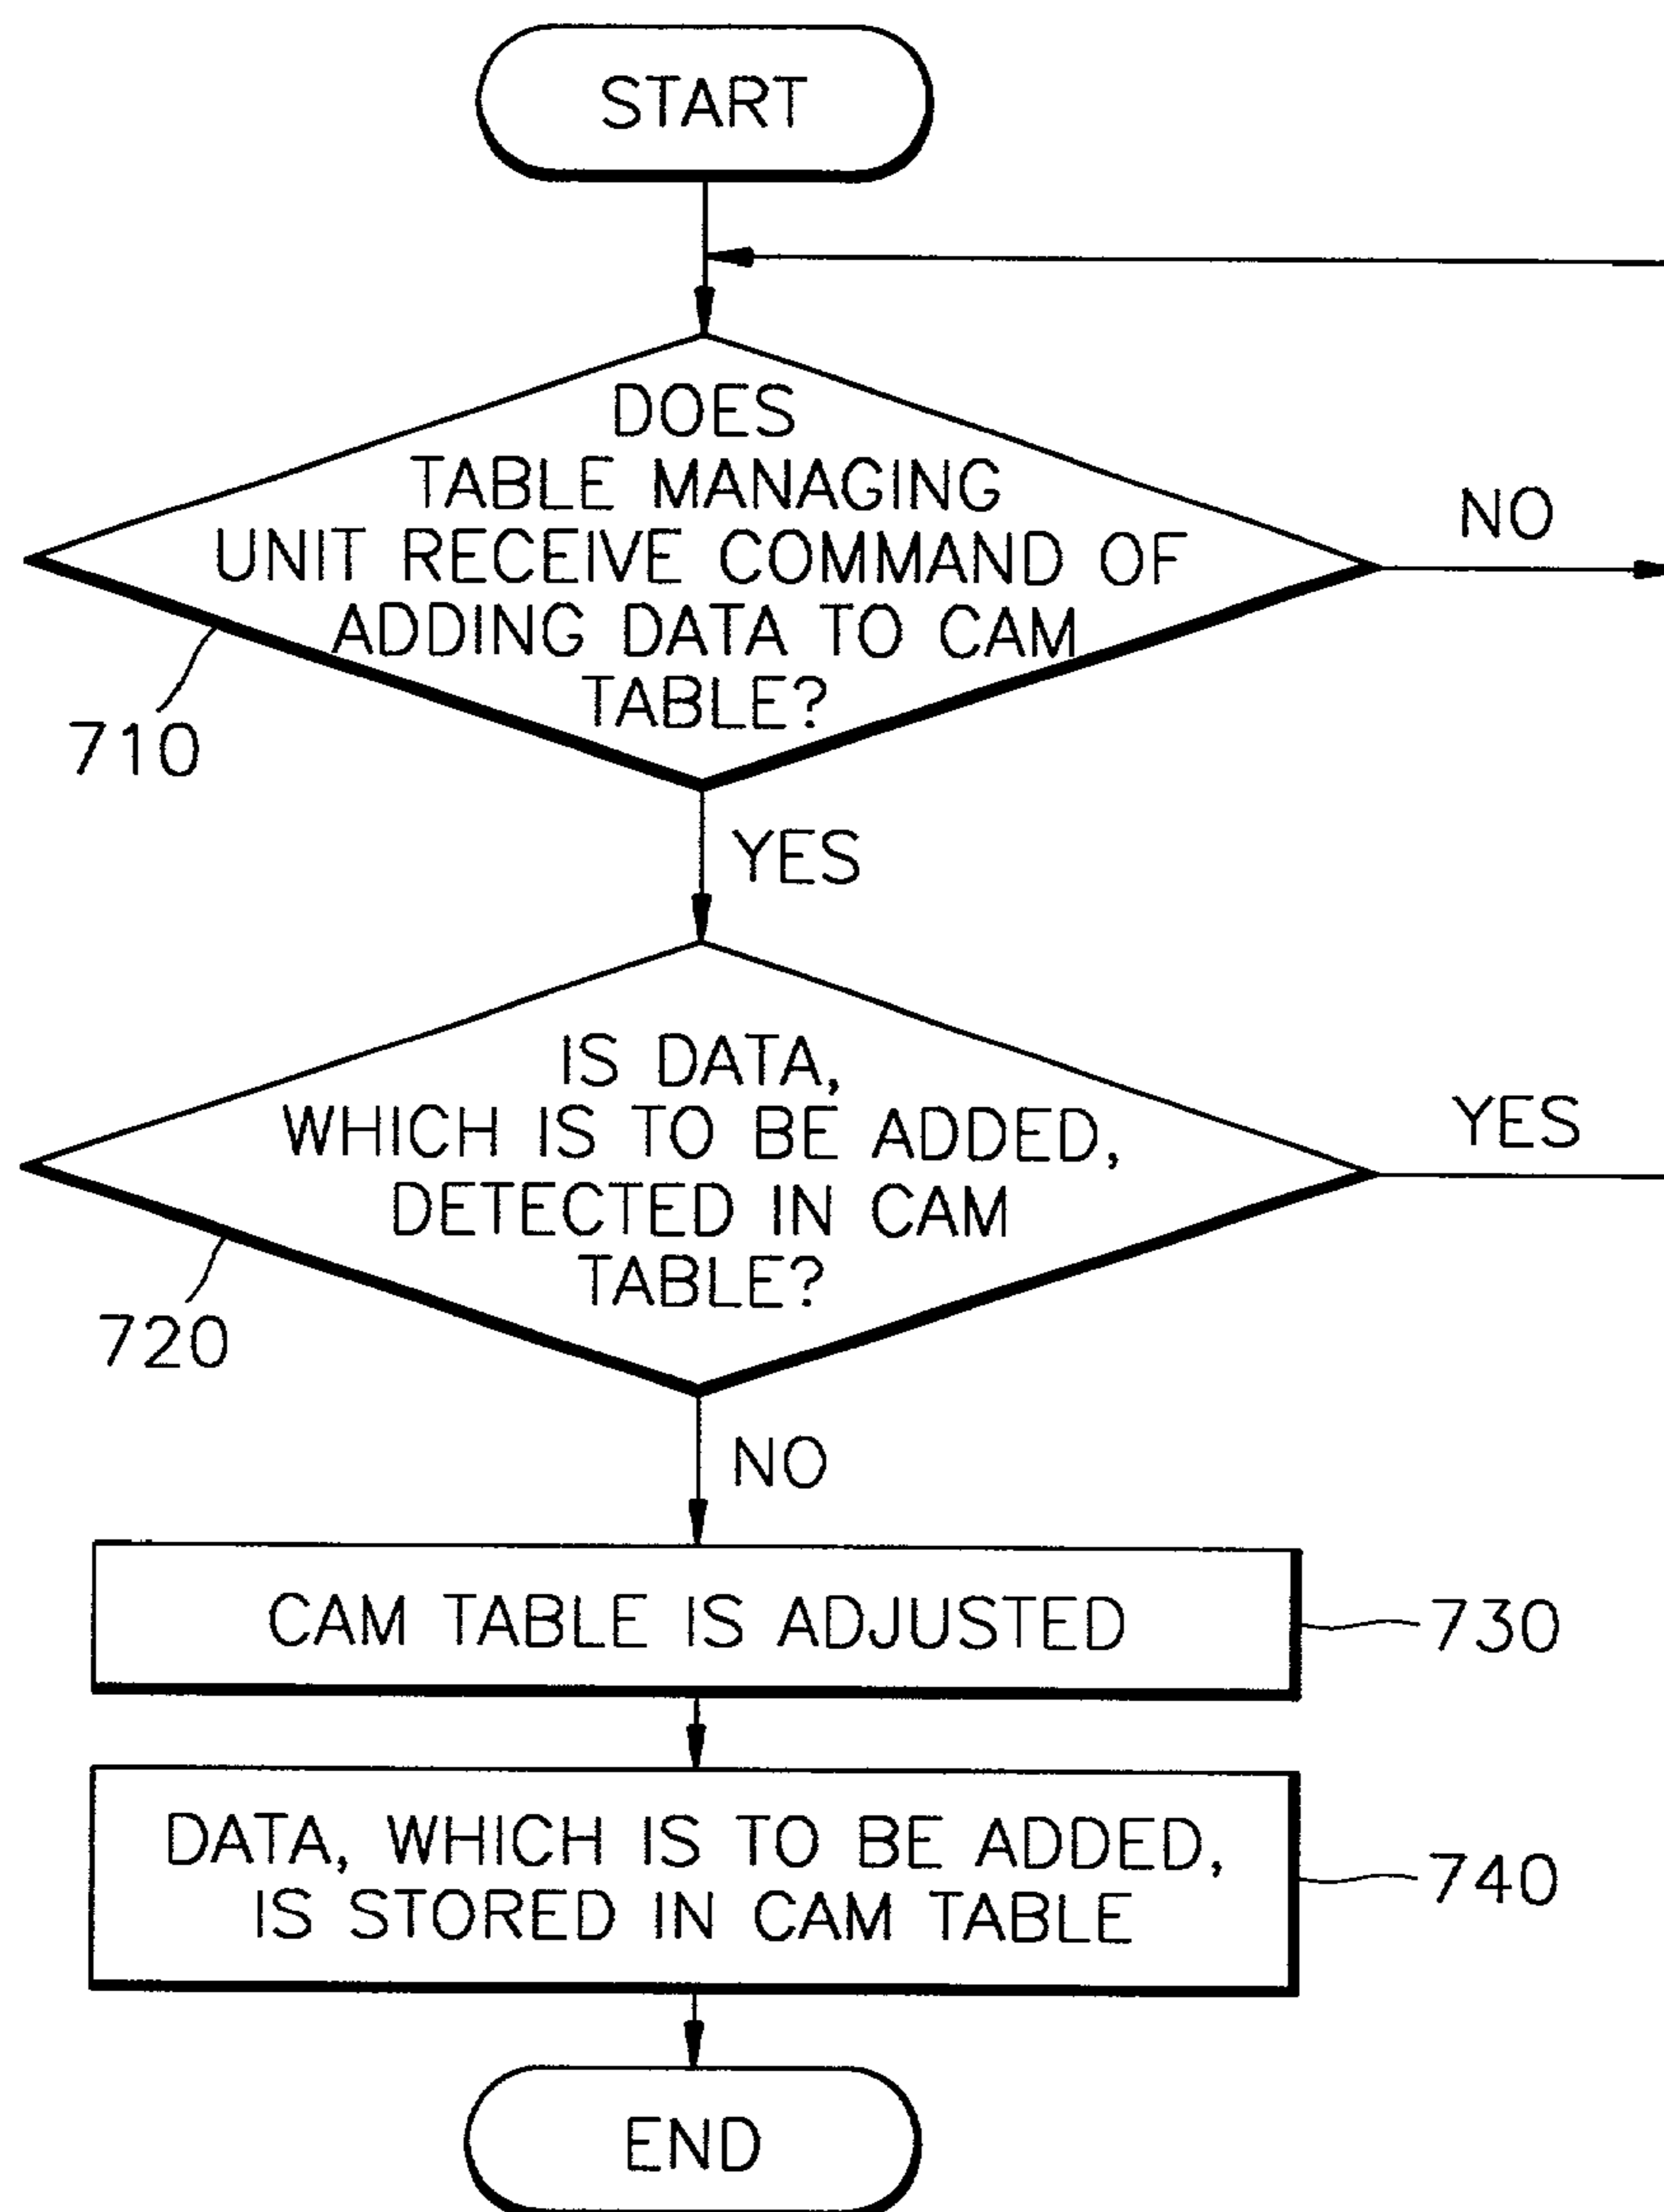 START
DOES
TABLE MANAGING
UNIT RECEIVE COMMAND OF
ADDING DATA TO CAM
TABLE?
NO
710
YES
IS DATA,
WHICH IS TO BE ADDED,
DETECTED IN CAM
TABLE?
YES
720
NO
CAM TABLE IS ADJUSTED
730
DATA, WHICH IS TO BE ADDED,
IS STORED IN CAM TABLE
740
END